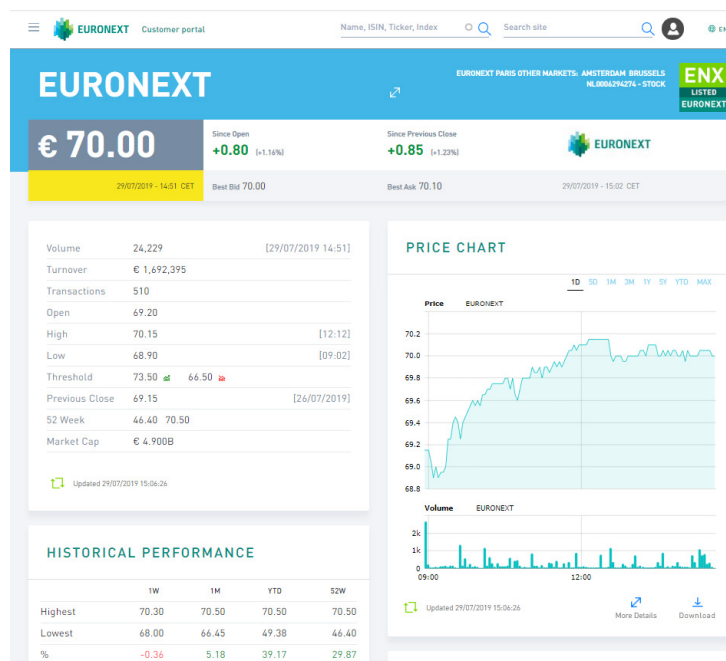 EURONEXT Customer portal
Name, ISIN, Ticker, Index
Search site
EURONEXT
EURONEXT PARIS OTHER MARKETS: AMSTERDAM BRUSSELS
NL0006294274 - STOCK
ENX
LISTED
EURONEXT
€ 70.00
Since Open
+0.80 (+1.16%)
Since Previous Close
+0.85 (+1.23%)
EURONEXT
29/07/2019 - 14:51 CET
Best Bid 70.00
Best Ask 70.10
29/07/2019 - 15:02 CET
Volume 24,229 [29/07/2019 14:51]
Turnover € 1,692,395
Transactions 510
Open 69.20
High 70.15 [12:12]
Low 68.90 [09:02]
Threshold 73.50 66.50
Previous Close 69.15 [26/07/2019]
52 Week 46.40 70.50
Market Cap € 4.900B
Updated 29/07/2019 15:06:26
PRICE CHART
1D 5D 1M 3M 1Y 5Y YTD MAX
Price EURONEXT
70.2
70.0
69.8
69.6
69.4
69.2
69.0
68.8
Volume EURONEXT
2k
1k
0
09:00 12:00
Updated 29/07/2019 15:06:26
More Details
Download
HISTORICAL PERFORMANCE
1W 1M YTD 52W
Highest 70.30 70.50 70.50 70.50
Lowest 68.00 66.45 49.38 46.40
% -0.36 5.18 39.17 29.87